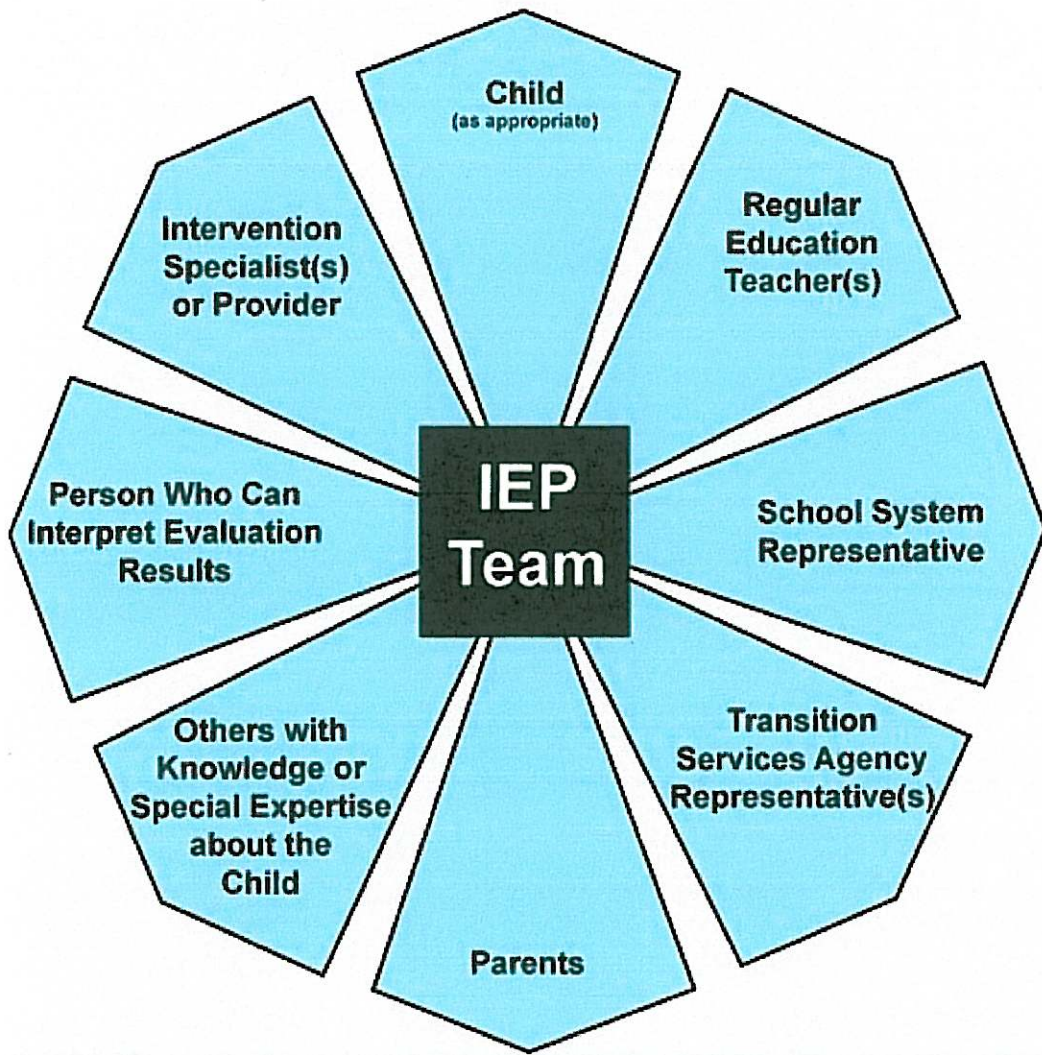 Child
(as appropriate)
Regular
Education
Teacher(s)
School System
Representative
Transition
Services Agency
Representative(s)
Parents
Others with
Knowledge or
Special Expertise
about the
Child
Person Who Can
Interpret Evaluation
Results
Intervention
Specialist(s)
or Provider
IEP
Team